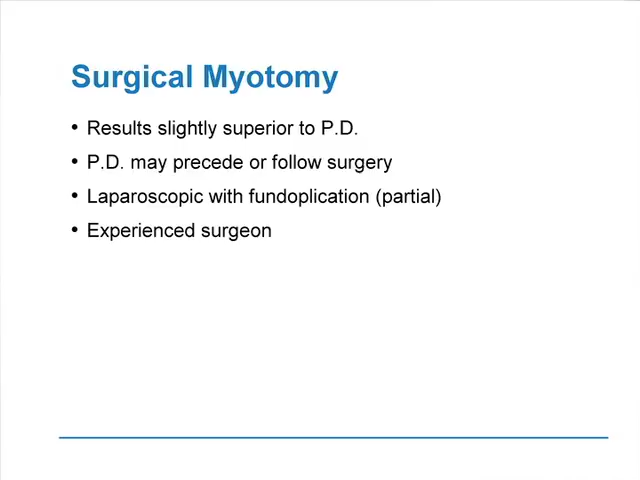 Surgical Myotomy
• Results slightly superior to P.D.
• P.D. may precede or follow surgery
• Laparoscopic with fundoplication (partial)
• Experienced surgeon